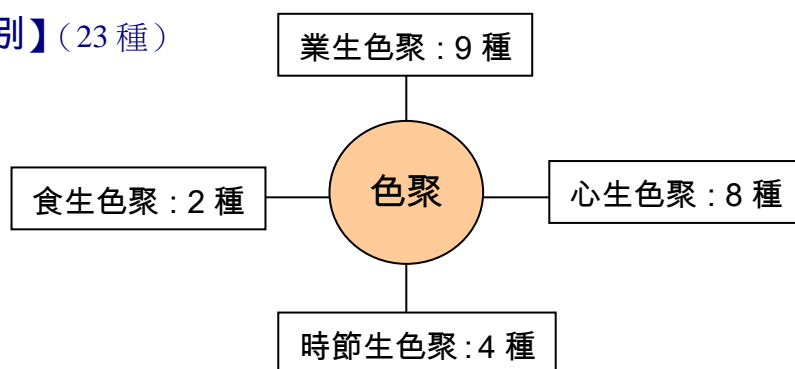 別】（23 種）
業生色聚：9 種
食生色聚：2 種
色聚
心生色聚：8 種
時節生色聚：4 種